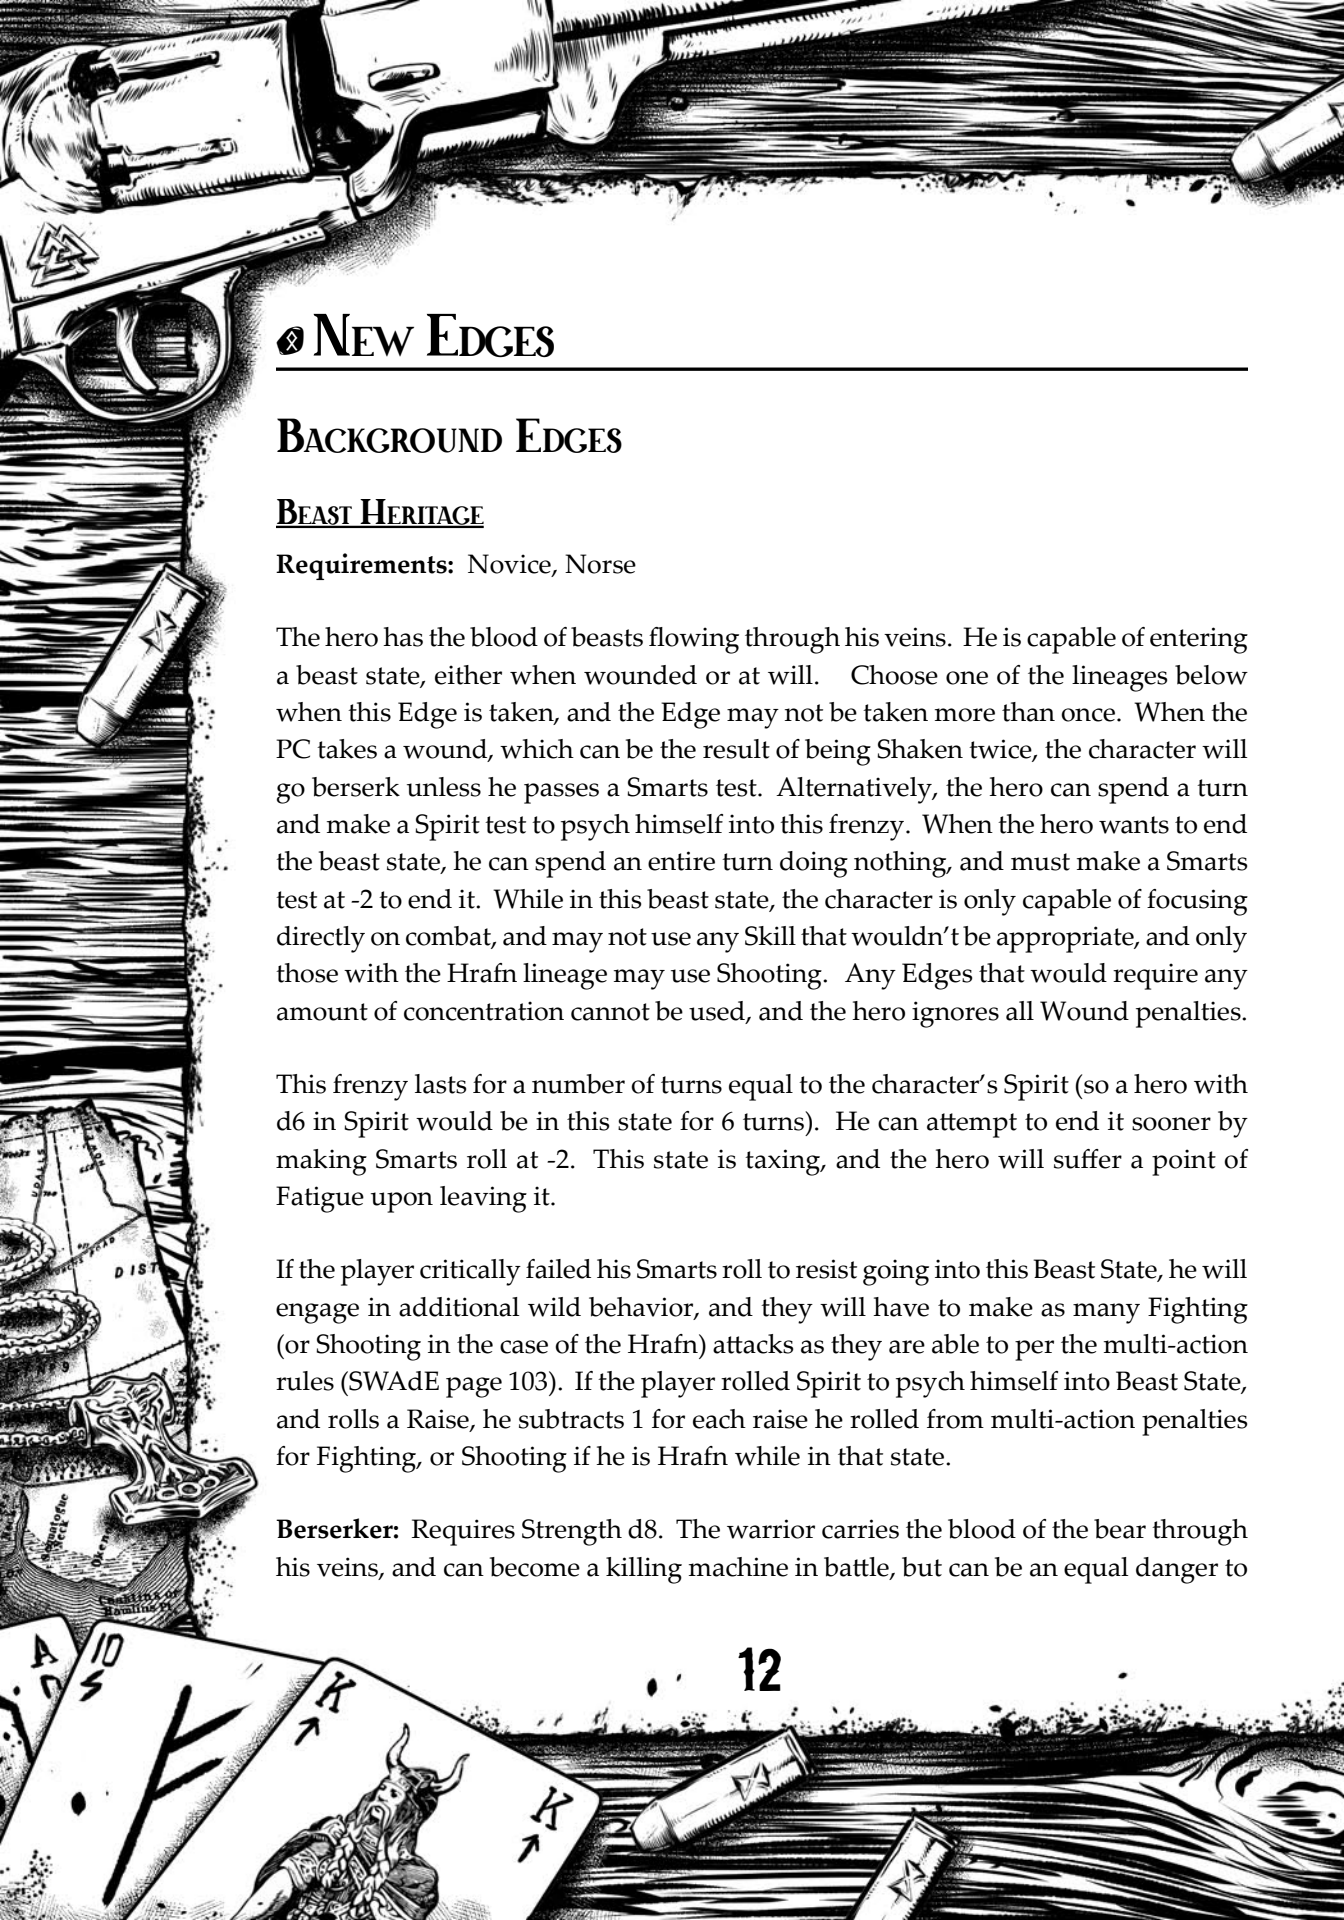 New Edges
Background Edges
Beast Heritage
Requirements: Novice, Norse
The hero has the blood of beasts flowing through his veins. He is capable of entering
a beast state, either when wounded or at will. Choose one of the lineages below
when this Edge is taken, and the Edge may not be taken more than once. When the
PC takes a wound, which can be the result of being Shaken twice, the character will
go berserk unless he passes a Smarts test. Alternatively, the hero can spend a turn
and make a Spirit test to psych himself into this frenzy. When the hero wants to end
the beast state, he can spend an entire turn doing nothing, and must make a Smarts
test at -2 to end it. While in this beast state, the character is only capable of focusing
directly on combat, and may not use any Skill that wouldn't be appropriate, and only
those with the Hrafn lineage may use Shooting. Any Edges that would require any
amount of concentration cannot be used, and the hero ignores all Wound penalties.
This frenzy lasts for a number of turns equal to the character's Spirit (so a hero with
d6 in Spirit would be in this state for 6 turns). He can attempt to end it sooner by
making Smarts roll at -2. This state is taxing, and the hero will suffer a point of
Fatigue upon leaving it.
If the player critically failed his Smarts roll to resist going into this Beast State, he will
engage in additional wild behavior, and they will have to make as many Fighting
(or Shooting in the case of the Hrafn) attacks as they are able to per the multi-action
rules (SWAdE page 103). If the player rolled Spirit to psych himself into Beast State,
and rolls a Raise, he subtracts 1 for each raise he rolled from multi-action penalties
for Fighting, or Shooting if he is Hrafn while in that state.
Berserker: Requires Strength d8. The warrior carries the blood of the bear through
his veins, and can become a killing machine in battle, but can be an equal danger to
12
DIST
A
10
K
K